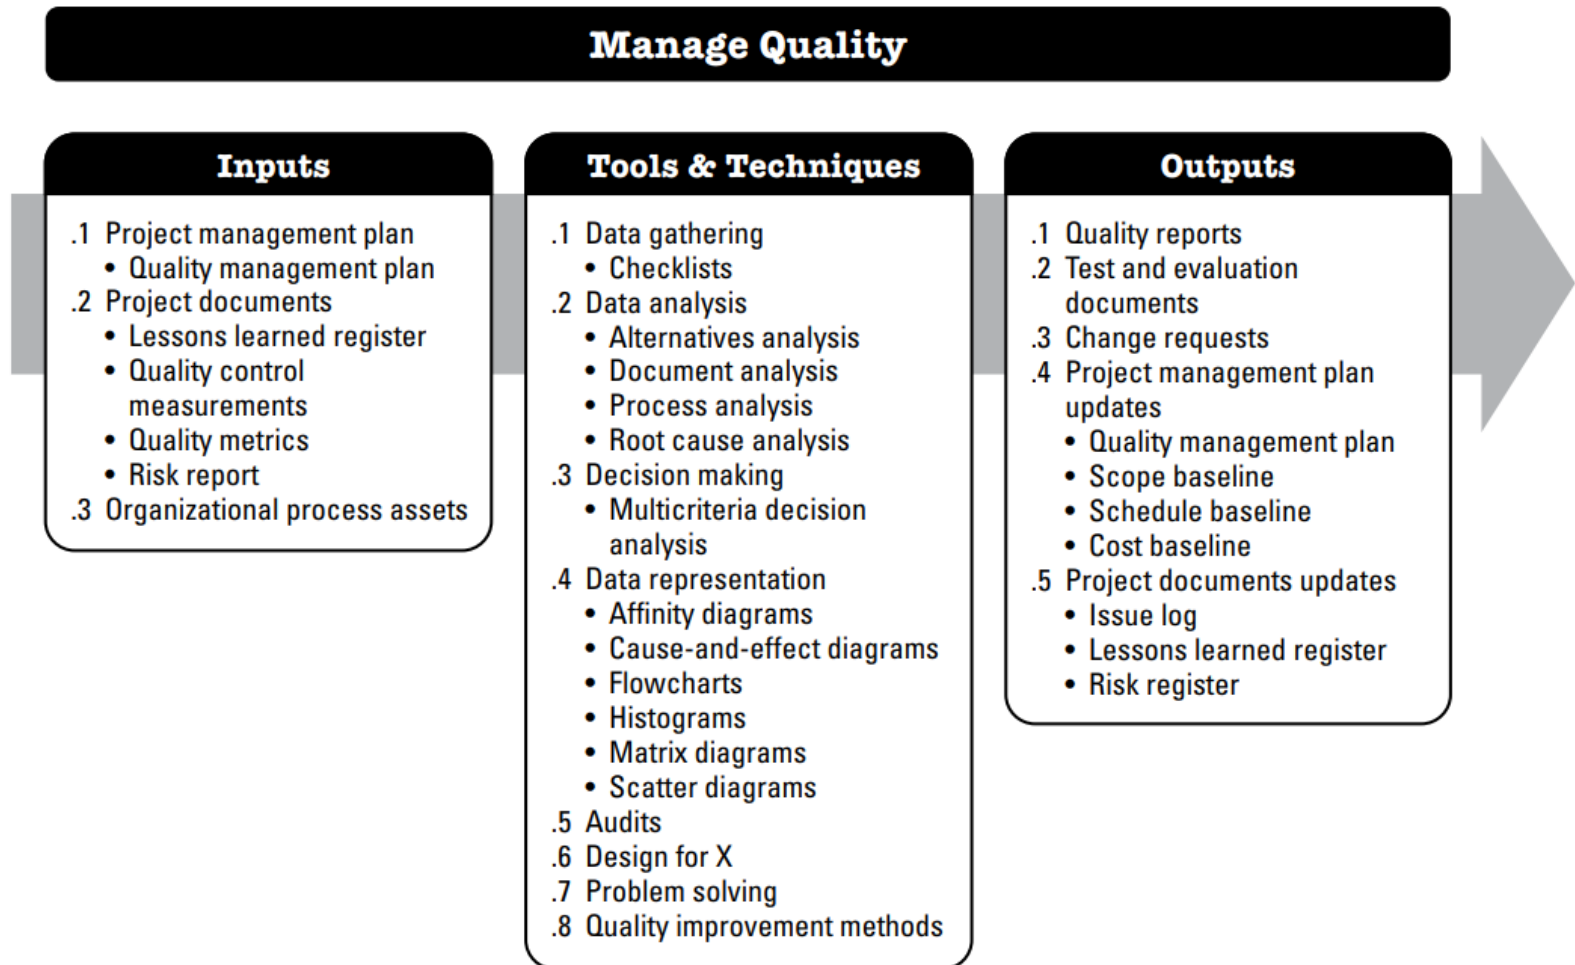 Manage Quality
Inputs
.1 Project management plan
• Quality management plan
.2 Project documents
• Lessons learned register
• Quality control
measurements
• Quality metrics
• Risk report
.3 Organizational process assets
Tools & Techniques
.1 Data gathering
• Checklists
.2 Data analysis
• Alternatives analysis
• Document analysis
• Process analysis
• Root cause analysis
.3 Decision making
• Multicriteria decision
analysis
.4 Data representation
• Affinity diagrams
• Cause-and-effect diagrams
• Flowcharts
• Histograms
• Matrix diagrams
• Scatter diagrams
.5 Audits
.6 Design for X
.7 Problem solving
.8 Quality improvement methods
Outputs
.1 Quality reports
.2 Test and evaluation
documents
.3 Change requests
.4 Project management plan
updates
• Quality management plan
• Scope baseline
• Schedule baseline
• Cost baseline
.5 Project documents updates
• Issue log
• Lessons learned register
• Risk register